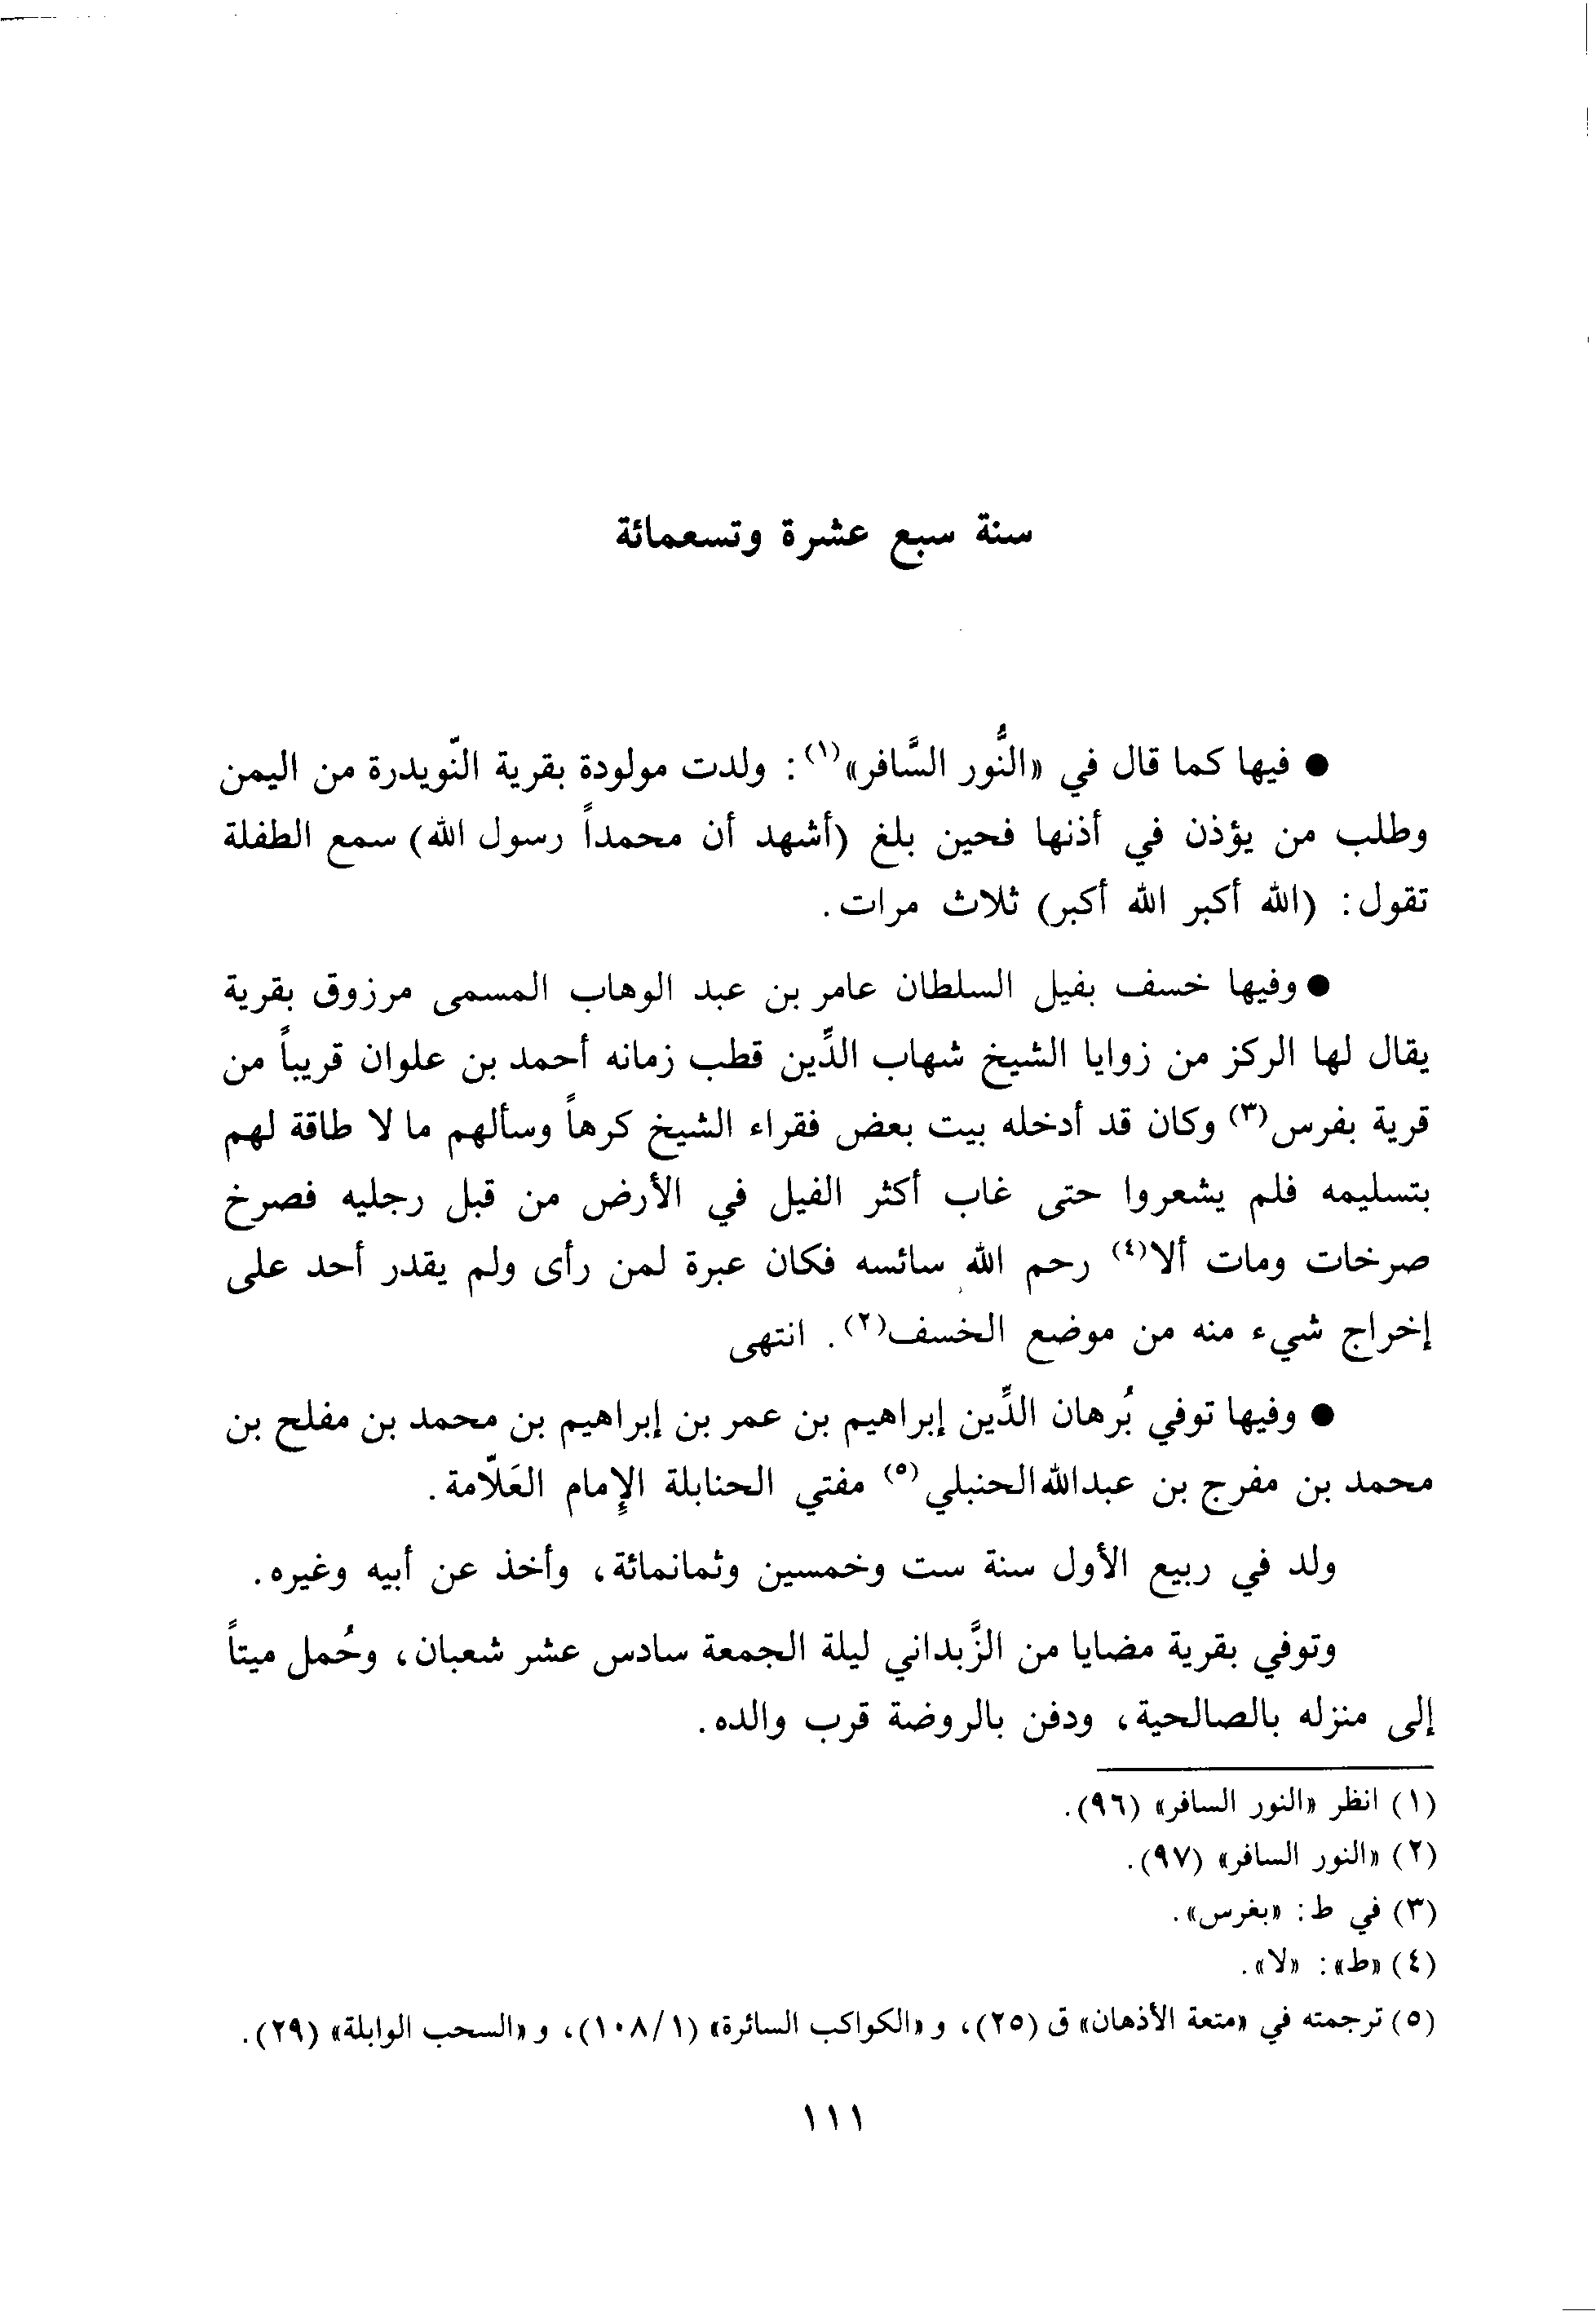 سنة سبع عشرة وتسعمائة
● فيها كما قال في «النُّور السَّافر»(١): ولدت مولودة بقرية النّويدرة من اليمن
وطلب من يؤذن في أذنها فحين بلغ (أشهد أن محمداً رسول الله) سمع الطفلة
تقول: (الله أكبر الله أكبر) ثلاث مرات.
● وفيها خسف بفيل السلطان عامر بن عبد الوهاب المسمى مرزوق بقرية
يقال لها الركز من زوايا الشيخ شهاب الدِّين قطب زمانه أحمد بن علوان قريباً من
قرية بفرس(٣) وكان قد أدخله بيت بعض فقراء الشيخ كرهاً وسألهم ما لا طاقة لهم
بتسليمه فلم يشعروا حتى غاب أكثر الفيل في الأرض من قبل رجليه فصرخ
صرخات ومات ألا(٤) رحم الله سائسه فكان عبرة لمن رأى ولم يقدر أحد على
إخراج شيء منه من موضع الخسف(٢). انتهى
● وفيها توفي بُرهان الدِّين إبراهيم بن عمر بن إبراهيم بن محمد بن مفلح بن
محمد بن مفرج بن عبدالله الحنبلي(٥) مفتي الحنابلة الإِمام العَلّامة.
ولد في ربيع الأول سنة ست وخمسين وثمانمائة، وأخذ عن أبيه وغيره.
وتوفي بقرية مضايا من الزَّبداني ليلة الجمعة سادس عشر شعبان، وحُمل ميتاً
إلى منزله بالصالحية، ودفن بالروضة قرب والده.
(١) انظر «النور السافر» (٩٦).
(٢) «النور السافر» (٩٧).
(٣) في ط: «بغرس».
(٤) «ط»: «لا».
(٥) ترجمته في «متعة الأذهان» ق (٢٥)، و «الكواكب السائرة» (١/١٠٨)، و «السحب الوابلة» (٢٩).
١١١